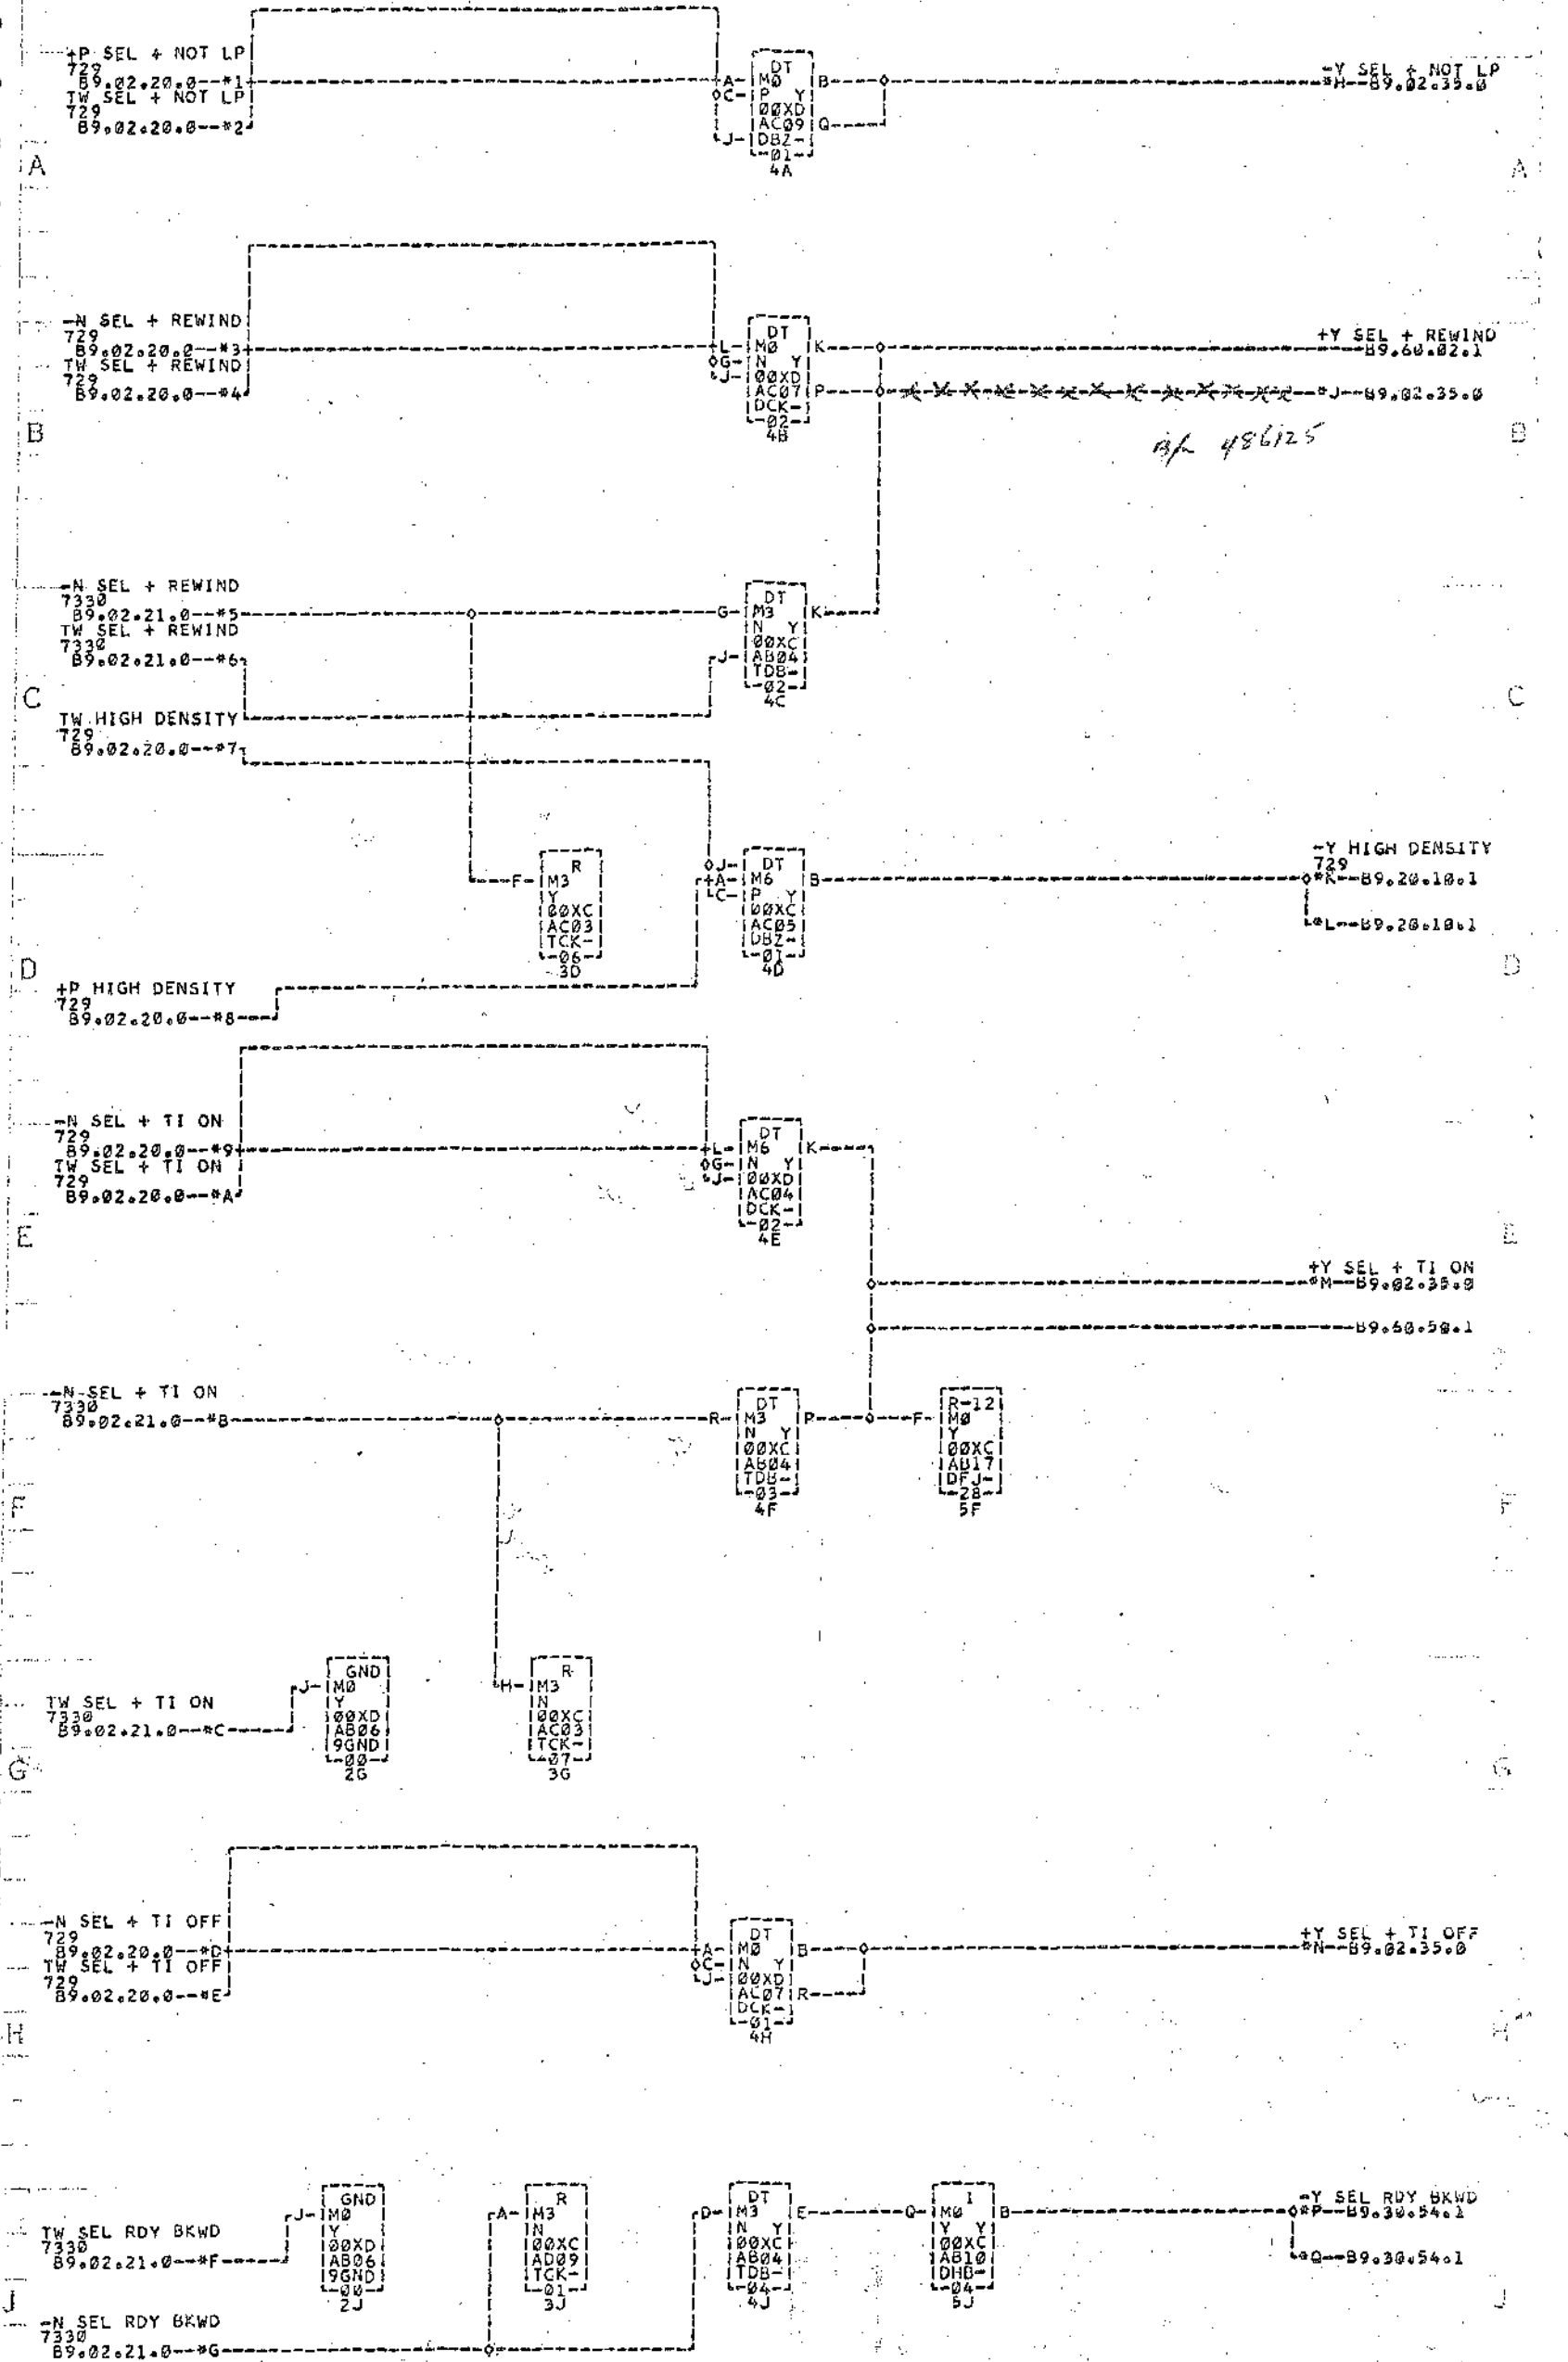 +P SEL + NOT LP
729
B9.02.20.0--*1
TW SEL + NOT LP
729
B9.02.20.0--*2
A-|M0 |B
C-|P Y|
DT
|00XD|
|AC09|Q
J-|DBZ-|
-01-
4A
-Y SEL + NOT LP
*H--B9.02.35.0
A
A
-N SEL + REWIND
729
B9.02.20.0--*3
TW SEL + REWIND
729
B9.02.20.0--*4
DT
L-|M0 |K
G-|N Y|
J-|00XD|
|AC07|P
|DCK-|
-02-
4B
+Y SEL + REWIND
B9.60.02.1
*J--B9.02.35.0
486125
B
B
-N SEL + REWIND
7330
B9.02.21.0--*5
TW SEL + REWIND
7330
B9.02.21.0--*6
DT
G-|M3 |K
|N Y|
|00XC|
J-|AB04|
|TDB-|
-02-
4C
C
C
TW HIGH DENSITY
729
B9.02.20.0--*7
R
F-|M3
|Y
|00XC|
|AC03|
|TCK-|
-06-
3D
J-| DT |
A-|M6 |B
C-|P Y|
|00XC|
|AC05|
|DBZ-|
-01-
4D
-Y HIGH DENSITY
729
*K--B9.20.10.1
*L--B9.20.10.1
D
D
+P HIGH DENSITY
729
B9.02.20.0--*8
-N SEL + TI ON
729
B9.02.20.0--*9
TW SEL + TI ON
729
B9.02.20.0--*A
DT
L-|M6 |K
G-|N Y|
J-|00XD|
|AC04|
|DCK-|
-02-
4E
E
E
+Y SEL + TI ON
*M--B9.02.35.0
B9.60.50.1
-N SEL + TI ON
7330
B9.02.21.0--*B
DT
R-|M3 |P
|N Y|
|00XC|
|AB04|
|TDB-|
-03-
4F
R-12
F-|M0
|Y
|00XC|
|AB17|
|DFJ-|
-28-
5F
F
F
TW SEL + TI ON
7330
B9.02.21.0--*C
GND
J-|M0
|Y
|00XD|
|AB06|
|9GND|
-00-
2G
R
H-|M3
|N
|00XC|
|AC03|
|TCK-|
-07-
3G
G
G
-N SEL + TI OFF
729
B9.02.20.0--*D
TW SEL + TI OFF
729
B9.02.20.0--*E
DT
A-|M0 |B
C-|N Y|
J-|00XD|
|AC07|R
|DCK-|
-01-
4H
+Y SEL + TI OFF
*N--B9.02.35.0
H
H
TW SEL RDY BKWD
7330
B9.02.21.0--*F
GND
J-|M0
|Y
|00XD|
|AB06|
|9GND|
-00-
2J
R
A-|M3
|N
|00XC|
|AD09|
|TCK-|
-01-
3J
DT
D-|M3 |E
|N Y|
|00XC|
|AB04|
|TDB-|
-04-
4J
I
Q-|M0 |B
|Y Y|
|00XC|
|AB10|
|DHB-|
-04-
5J
-Y SEL RDY BKWD
*P--B9.30.54.1
*Q--B9.30.54.1
J
J
-N SEL RDY BKWD
7330
B9.02.21.0--*G